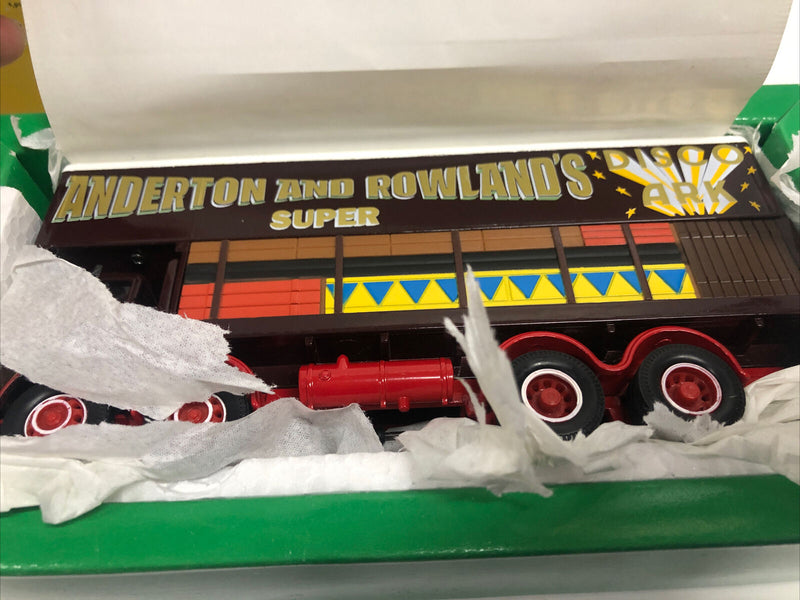 ANDERTON AND ROWLAND'S
SUPER
DISCO
ARK